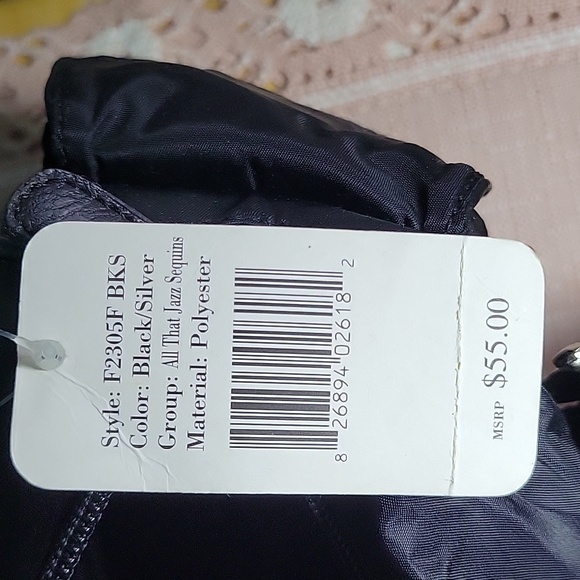 Style: F2305F BKS
Color: Black/Silver
Group: All That Jazz Sequins
Material: Polyester
8 26894 02618 2
MSRP $55.00